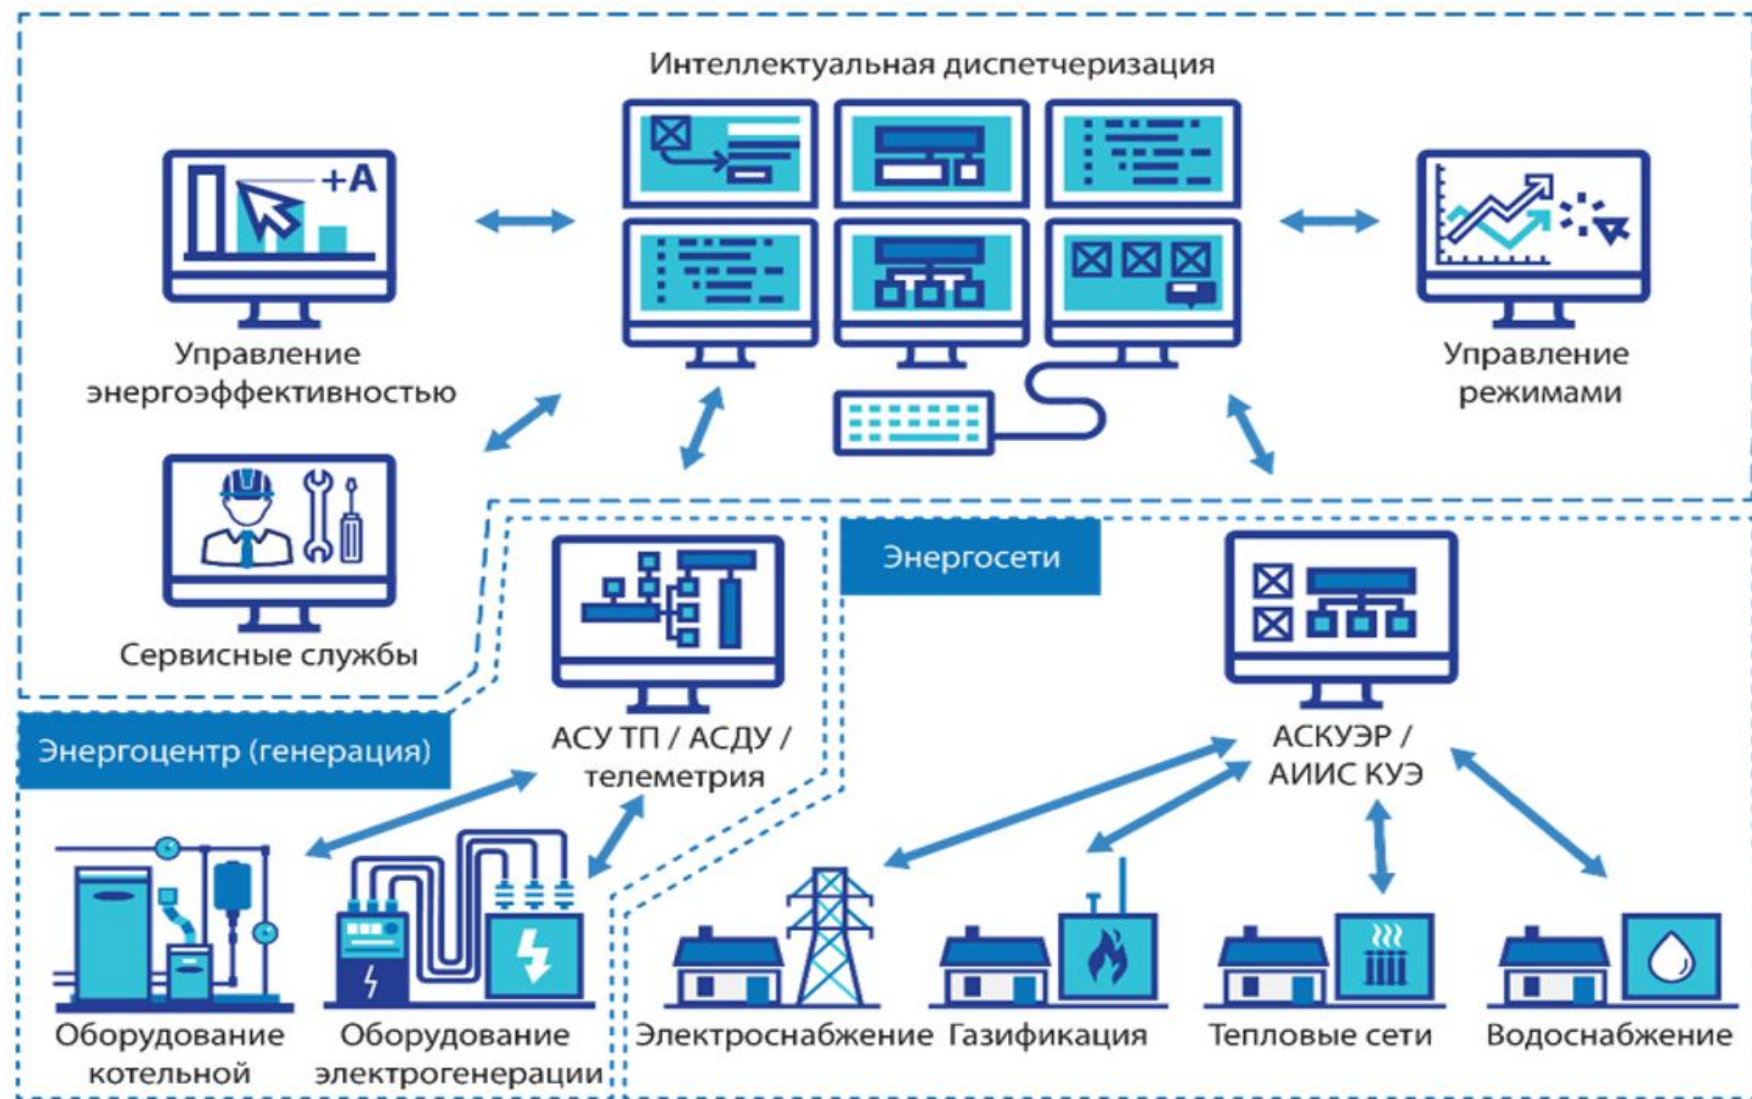 Интеллектуальная диспетчеризация
+A
Управление
энергоэффективностью
Управление
режимами
Сервисные службы
Энергосети
Энергоцентр (генерация)
АСУ ТП / АСДУ /
телеметрия
АСКУЭР /
АИИС КУЭ
Оборудование
котельной
Оборудование
электрогенерации
Электроснабжение
Газификация
Тепловые сети
Водоснабжение